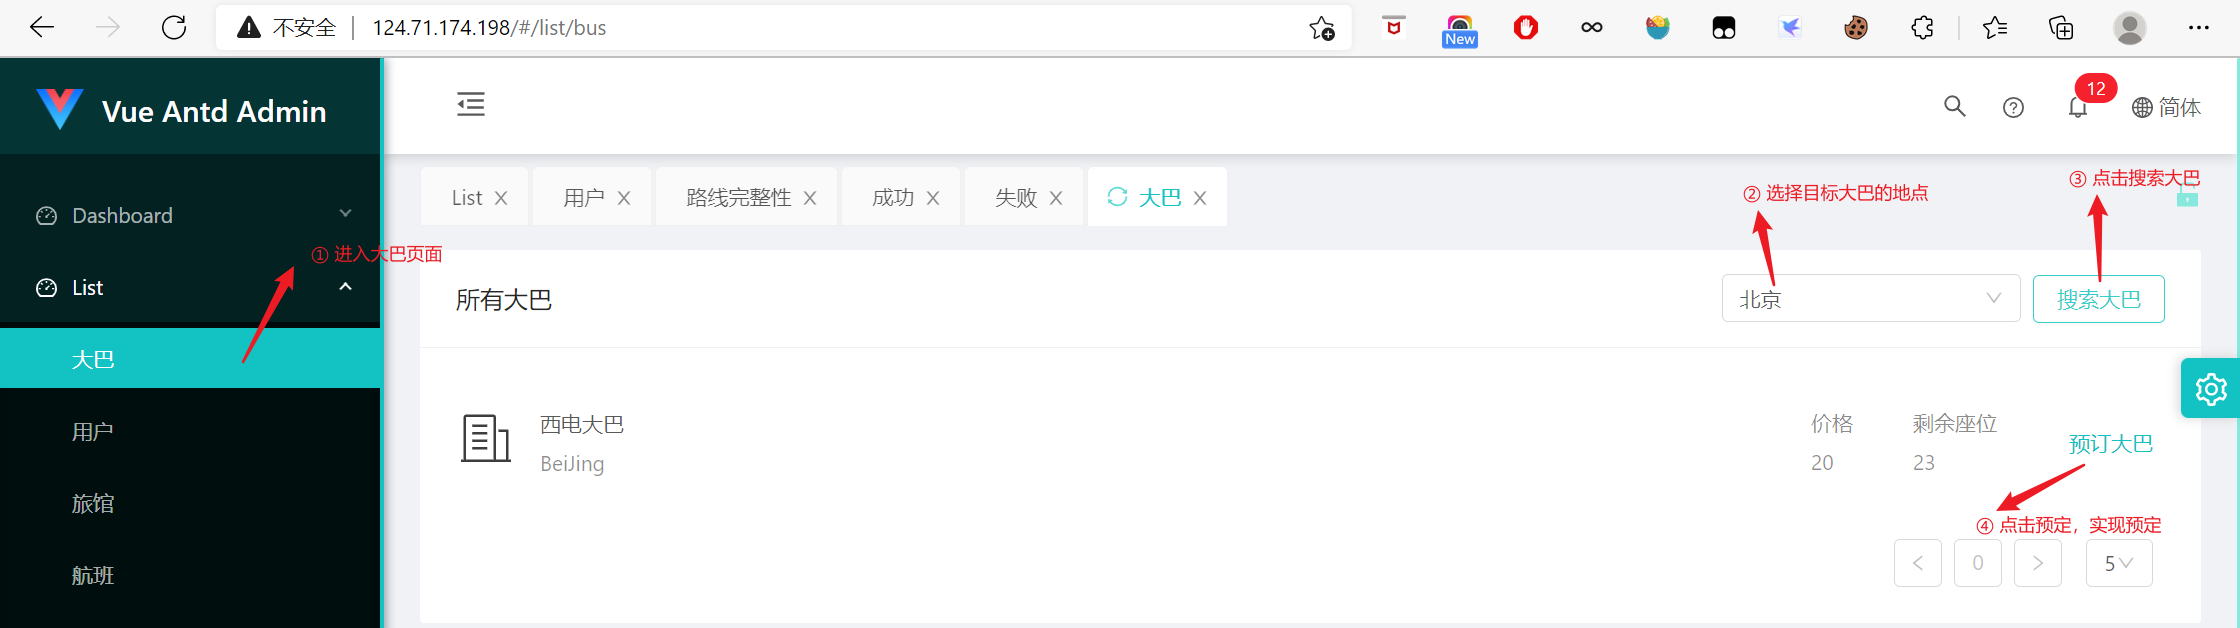 不安全 | 124.71.174.198/#/list/bus
New
Vue Antd Admin
12
简体
Dashboard
List
大巴
用户
旅馆
航班
① 进入大巴页面
List X
用户 X
路线完整性 X
成功 X
失败 X
大巴 X
② 选择目标大巴的地点
③ 点击搜索大巴
所有大巴
北京
搜索大巴
西电大巴
BeiJing
价格
20
剩余座位
23
预订大巴
④ 点击预定，实现预定
< 0 > 5